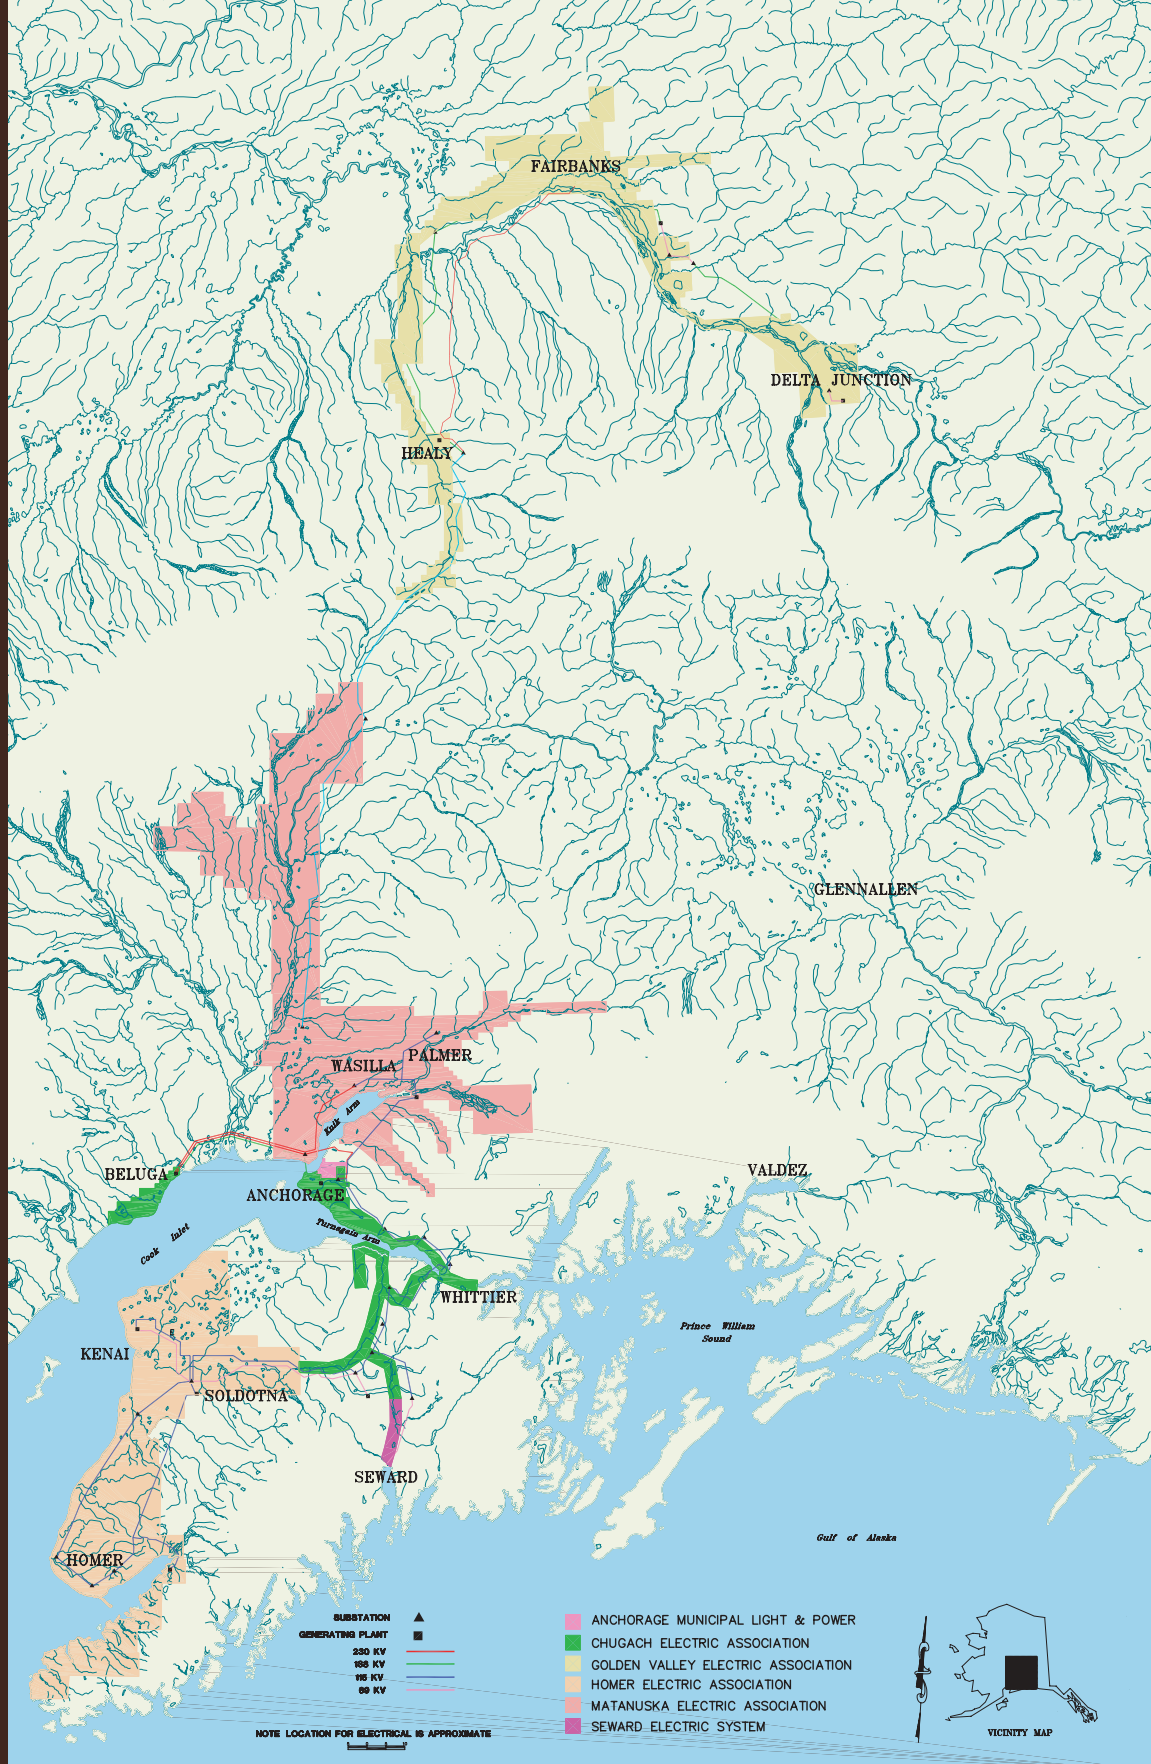 FAIRBANKS
DELTA JUNCTION
HEALY
GLENNALLEN
PALMER
WASILLA
Knik Arm
BELUGA
VALDEZ
ANCHORAGE
Turnagain Arm
Cook Inlet
WHITTIER
Prince William
Sound
KENAI
SOLDOTNA
SEWARD
Gulf of Alaska
HOMER
SUBSTATION
GENERATING PLANT
230 KV
138 KV
115 KV
69 KV
NOTE LOCATION FOR ELECTRICAL IS APPROXIMATE
ANCHORAGE MUNICIPAL LIGHT & POWER
CHUGACH ELECTRIC ASSOCIATION
GOLDEN VALLEY ELECTRIC ASSOCIATION
HOMER ELECTRIC ASSOCIATION
MATANUSKA ELECTRIC ASSOCIATION
SEWARD ELECTRIC SYSTEM
VICINITY MAP